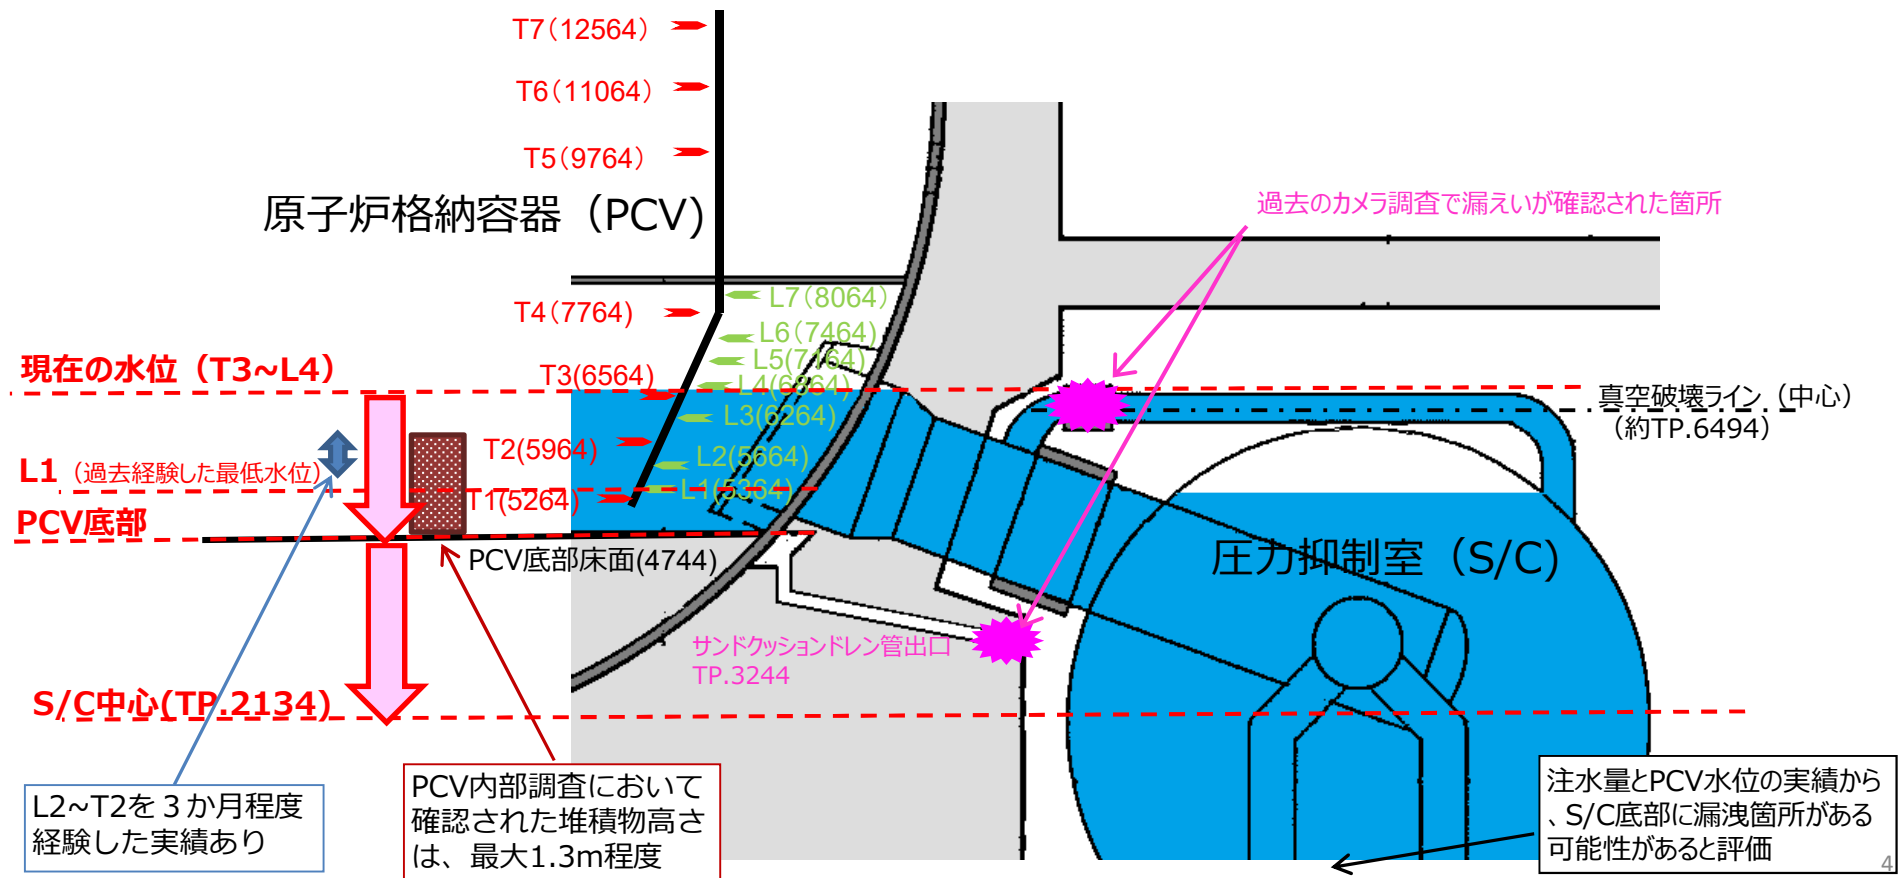 T7(12564)
T6(11064)
T5(9764)
原子炉格納容器（PCV)
過去のカメラ調査で漏えいが確認された箇所
L7(8064)
T4(7764)
L6(7464)
L5(7164)
現在の水位（T3~L4）
T3(6564)
L4(6864)
真空破壊ライン（中心）
（約TP.6494）
L3(6264)
T2(5964)
L2(5664)
L1（過去経験した最低水位）
T1(5264)
L1(5364)
PCV底部
PCV底部床面(4744)
圧力抑制室（S/C)
サンドクッションドレン管出口
TP.3244
S/C中心(TP.2134)
L2~T2を３か月程度
経験した実績あり
PCV内部調査において
確認された堆積物高さ
は、最大1.3m程度
注水量とPCV水位の実績から
、S/C底部に漏洩箇所がある
可能性があると評価
4